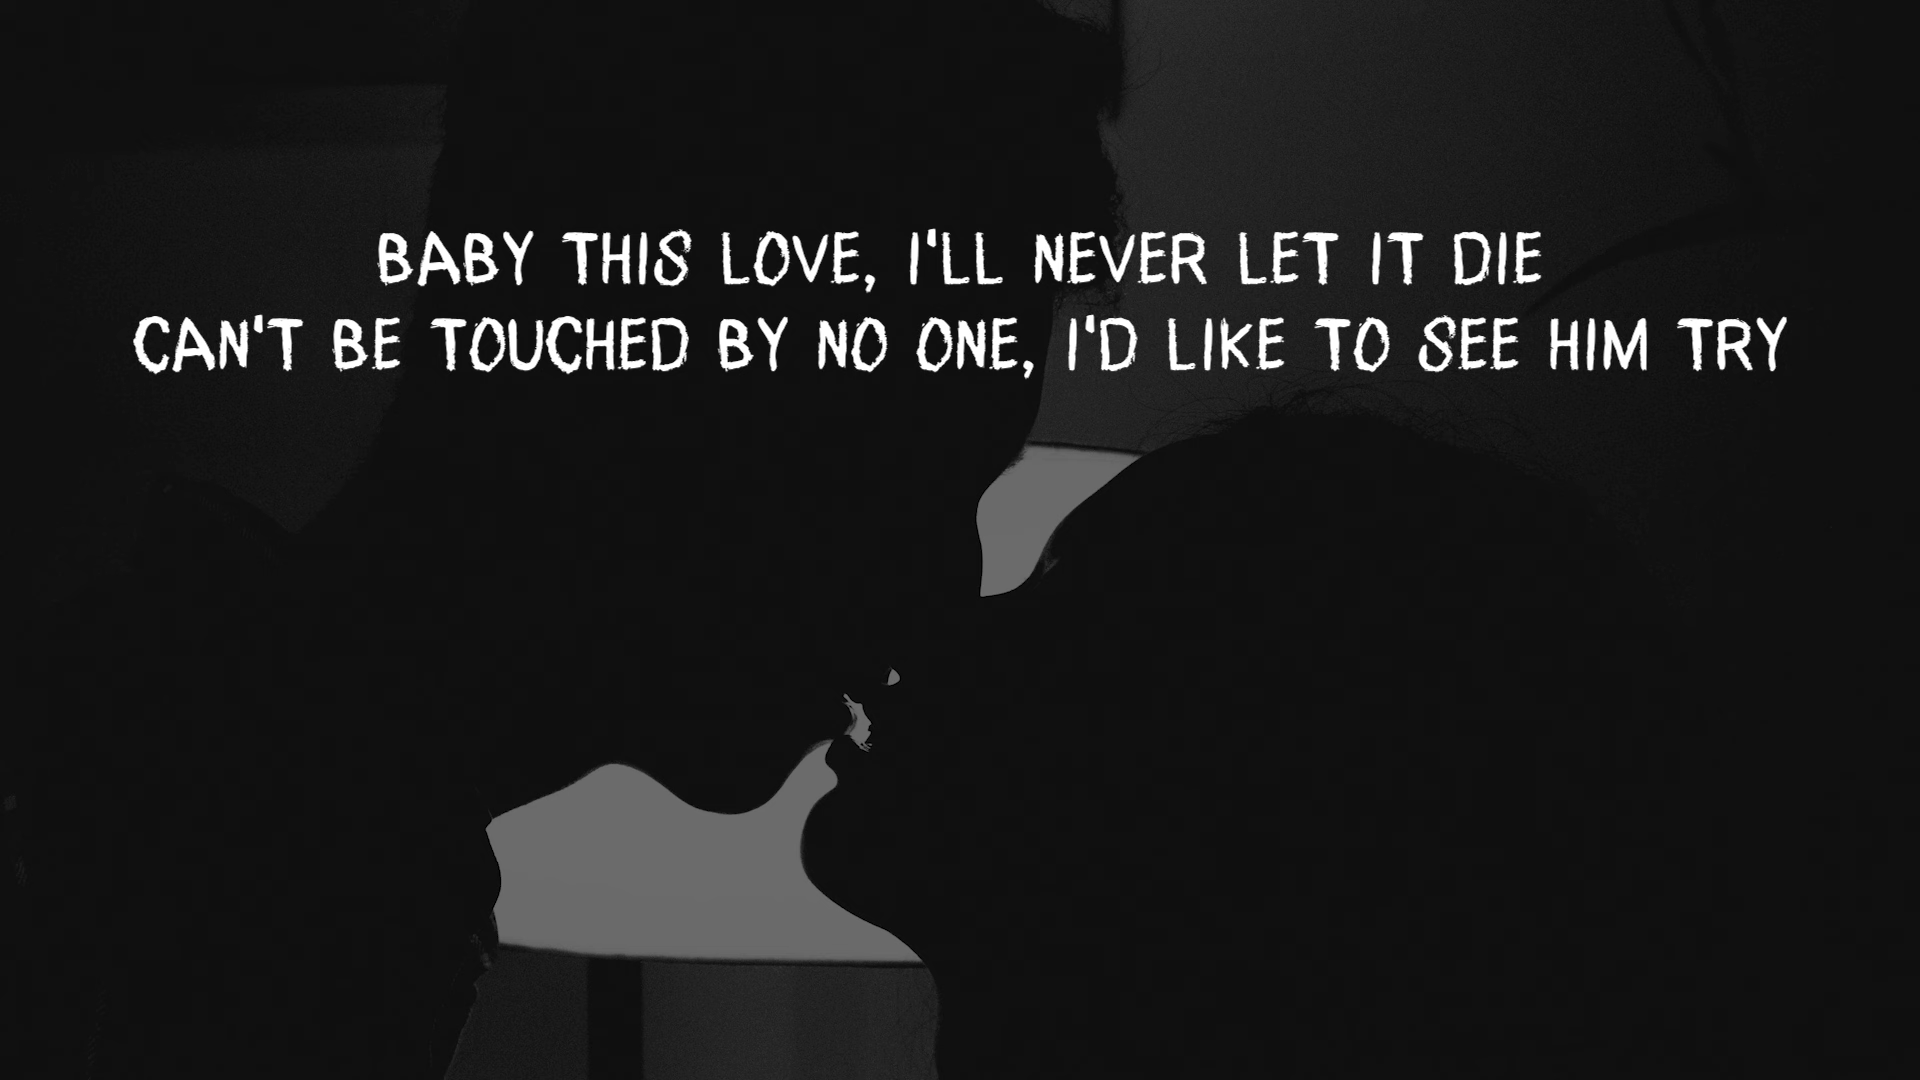 BABY THIS LOVE, I'LL NEVER LET IT DIE
CAN'T BE TOUCHED BY NO ONE, I'D LIKE TO SEE HIM TRY